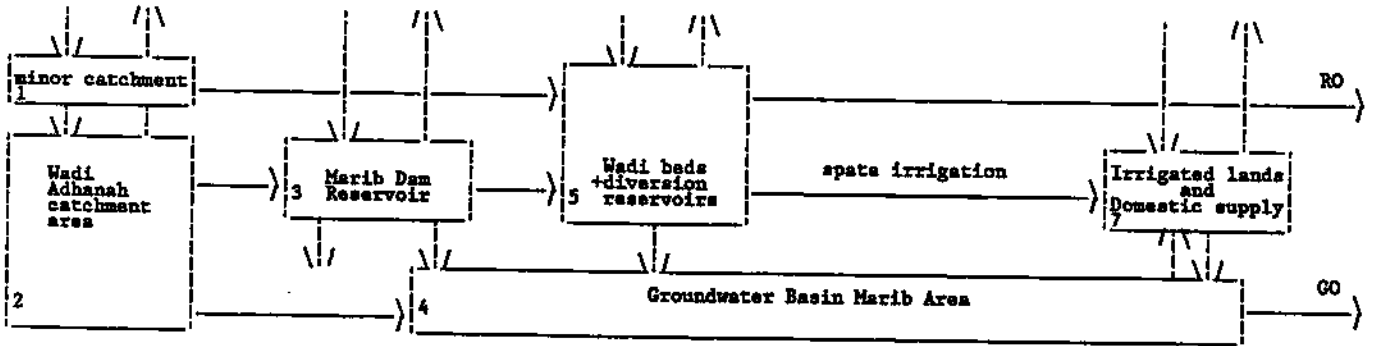 minor catchment
1
RO
Wadi
Adhanah
catchment
area
2
3
Marib Dam
Reservoir
Wadi beds
+diversion
5
reservoirs
spate irrigation
Irrigated lands
and
Domestic supply
7
4
Groundwater Basin Marib Area
GO